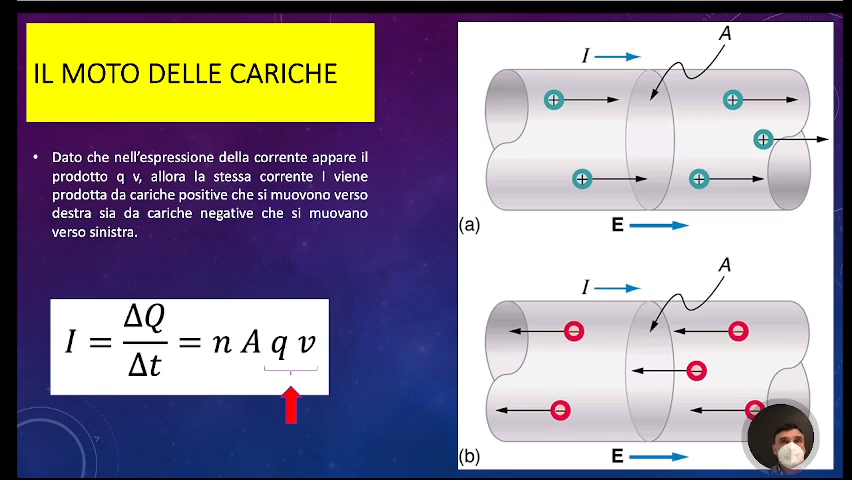 IL MOTO DELLE CARICHE
• Dato che nell'espressione della corrente appare il
prodotto q v, allora la stessa corrente I viene
prodotta da cariche positive che si muovono verso
destra sia da cariche negative che si muovano
verso sinistra.
I = ΔQ/Δt = n A q v
A
I
(a)
E
A
I
(b)
E